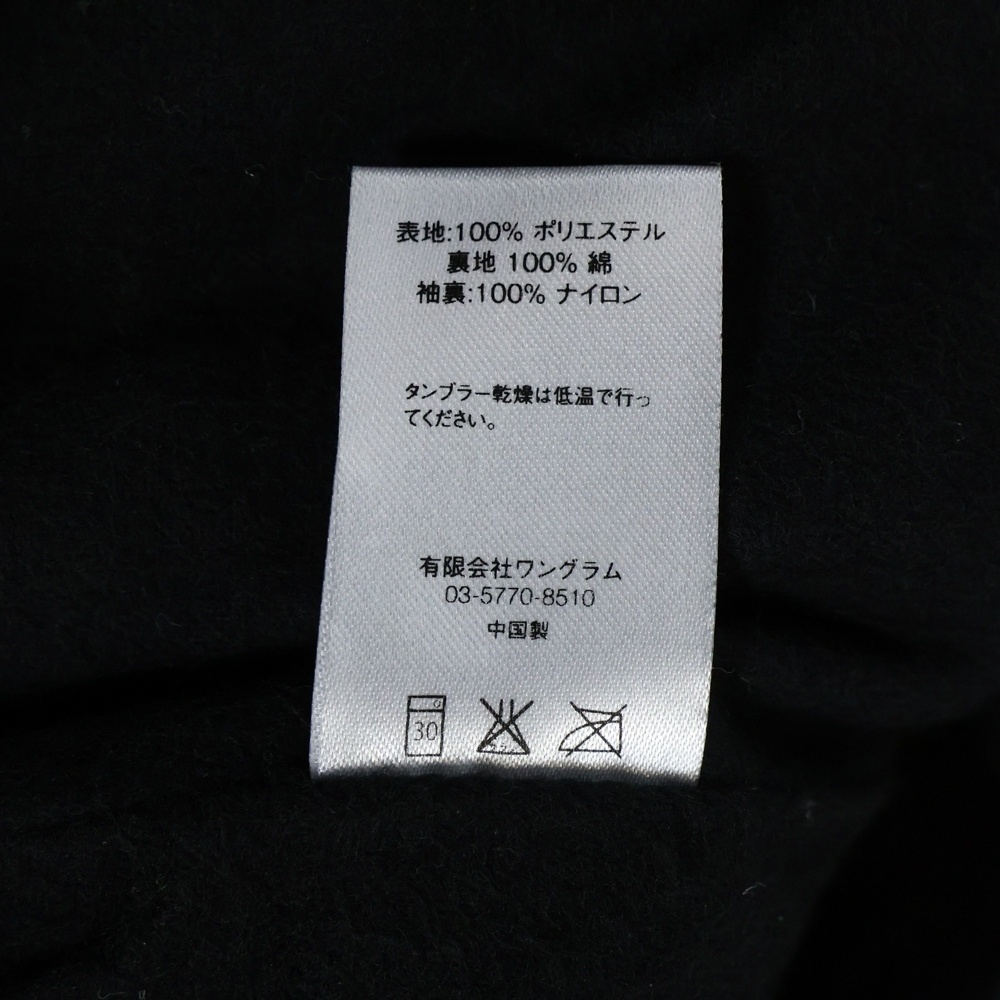 表地:100% ポリエステル
裏地 100% 綿
袖裏:100% ナイロン
タンブラー乾燥は低温で行っ
てください。
有限会社ワングラム
03-5770-8510
中国製
30